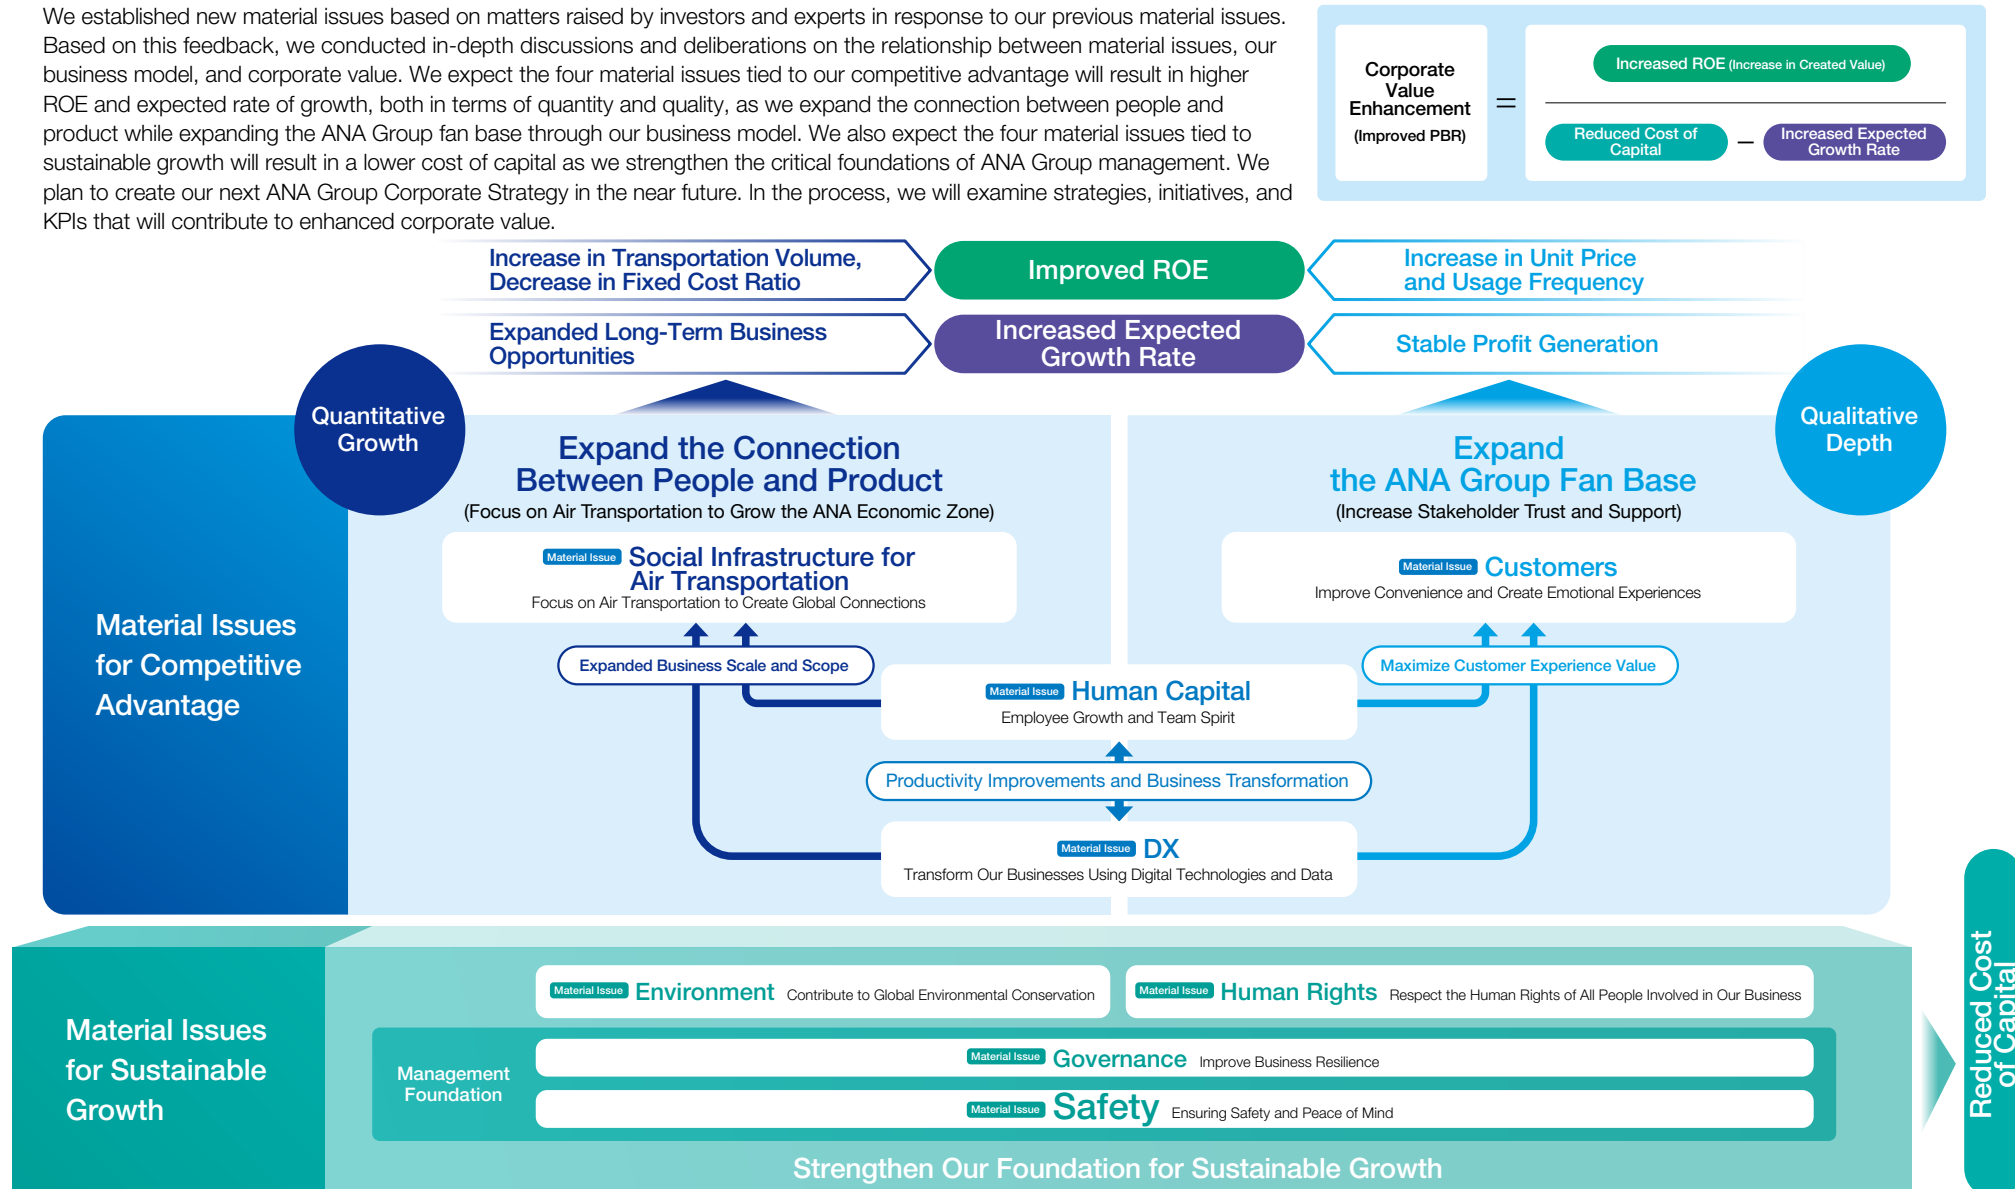 We established new material issues based on matters raised by investors and experts in response to our previous material issues.
Based on this feedback, we conducted in-depth discussions and deliberations on the relationship between material issues, our
business model, and corporate value. We expect the four material issues tied to our competitive advantage will result in higher
ROE and expected rate of growth, both in terms of quantity and quality, as we expand the connection between people and
product while expanding the ANA Group fan base through our business model. We also expect the four material issues tied to
sustainable growth will result in a lower cost of capital as we strengthen the critical foundations of ANA Group management. We
plan to create our next ANA Group Corporate Strategy in the near future. In the process, we will examine strategies, initiatives, and
KPIs that will contribute to enhanced corporate value.
Corporate
Value
Enhancement
(Improved PBR)
=
Increased ROE (Increase in Created Value)
Reduced Cost of
Capital
−
Increased Expected
Growth Rate
Increase in Transportation Volume,
Decrease in Fixed Cost Ratio
Improved ROE
Increase in Unit Price
and Usage Frequency
Expanded Long-Term Business
Opportunities
Increased Expected
Growth Rate
Stable Profit Generation
Quantitative
Growth
Qualitative
Depth
Material Issues
for Competitive
Advantage
Expand the Connection
Between People and Product
(Focus on Air Transportation to Grow the ANA Economic Zone)
Material Issue Social Infrastructure for
Air Transportation
Focus on Air Transportation to Create Global Connections
Expanded Business Scale and Scope
Expand
the ANA Group Fan Base
(Increase Stakeholder Trust and Support)
Material Issue Customers
Improve Convenience and Create Emotional Experiences
Maximize Customer Experience Value
Material Issue Human Capital
Employee Growth and Team Spirit
Productivity Improvements and Business Transformation
Material Issue DX
Transform Our Businesses Using Digital Technologies and Data
Material Issues
for Sustainable
Growth
Material Issue Environment Contribute to Global Environmental Conservation
Material Issue Human Rights Respect the Human Rights of All People Involved in Our Business
Management
Foundation
Material Issue Governance Improve Business Resilience
Material Issue Safety Ensuring Safety and Peace of Mind
Strengthen Our Foundation for Sustainable Growth
Reduced Cost
of Capital